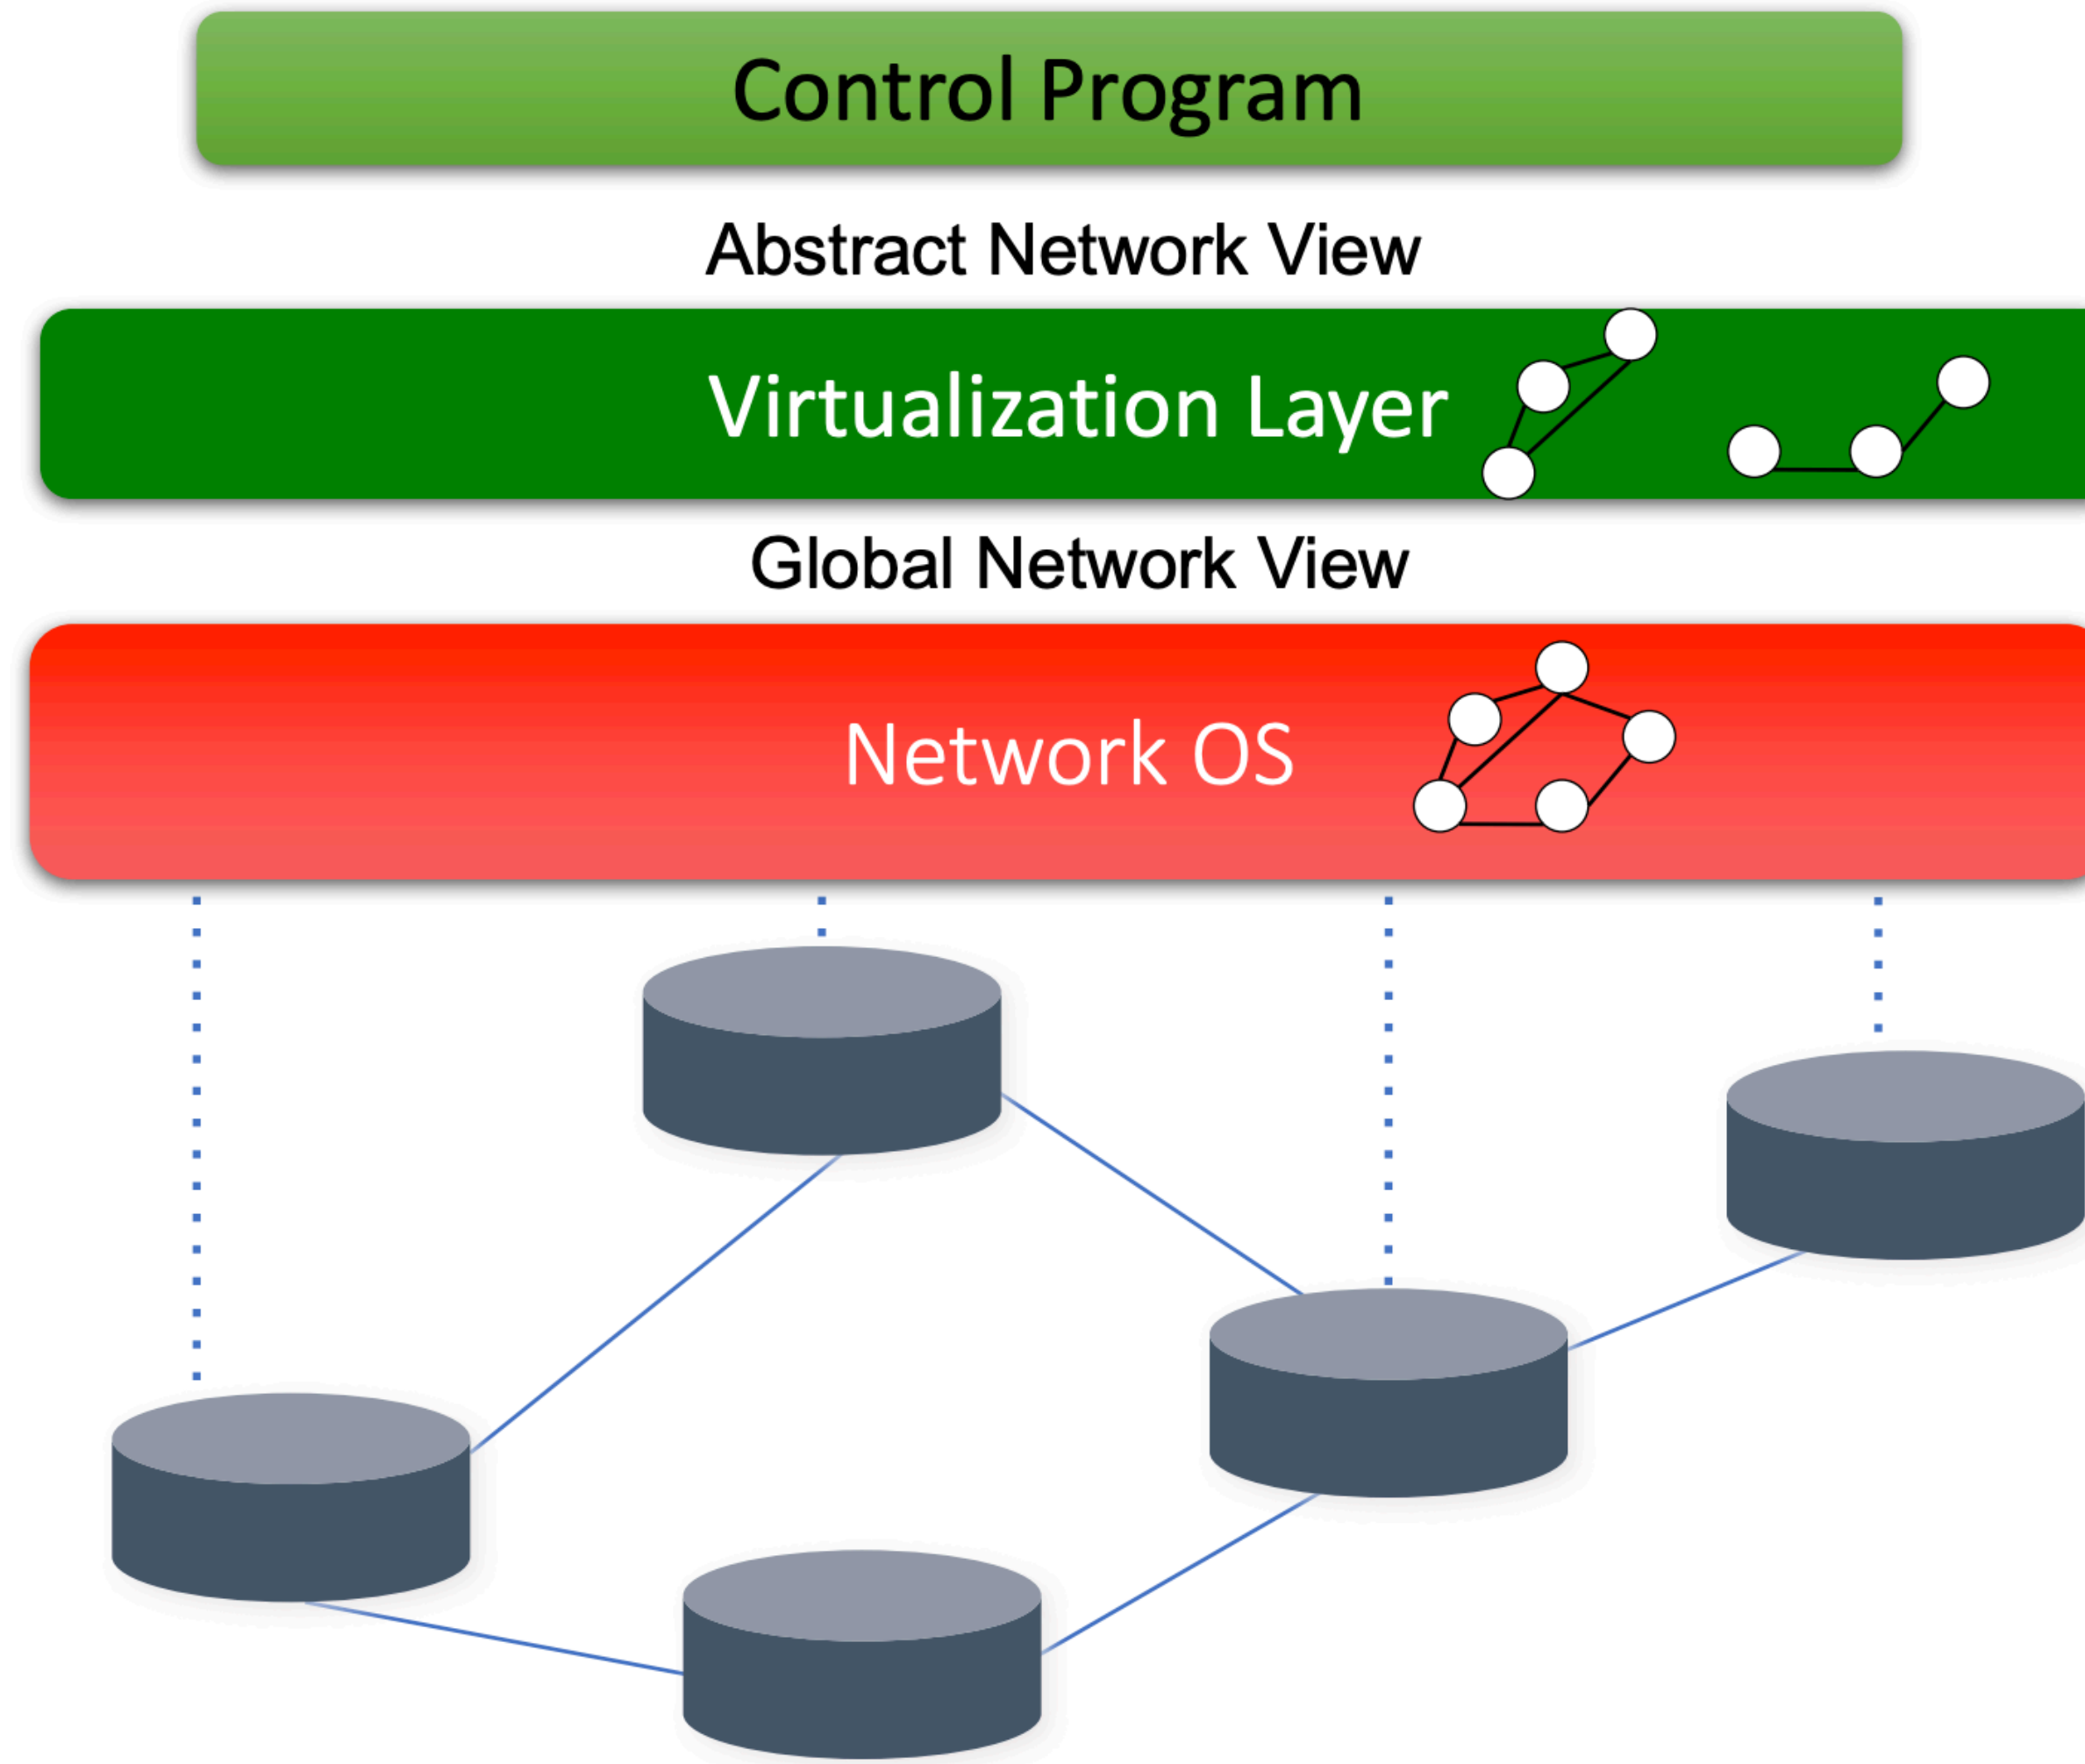 Control Program
Abstract Network View
Virtualization Layer
Global Network View
Network OS